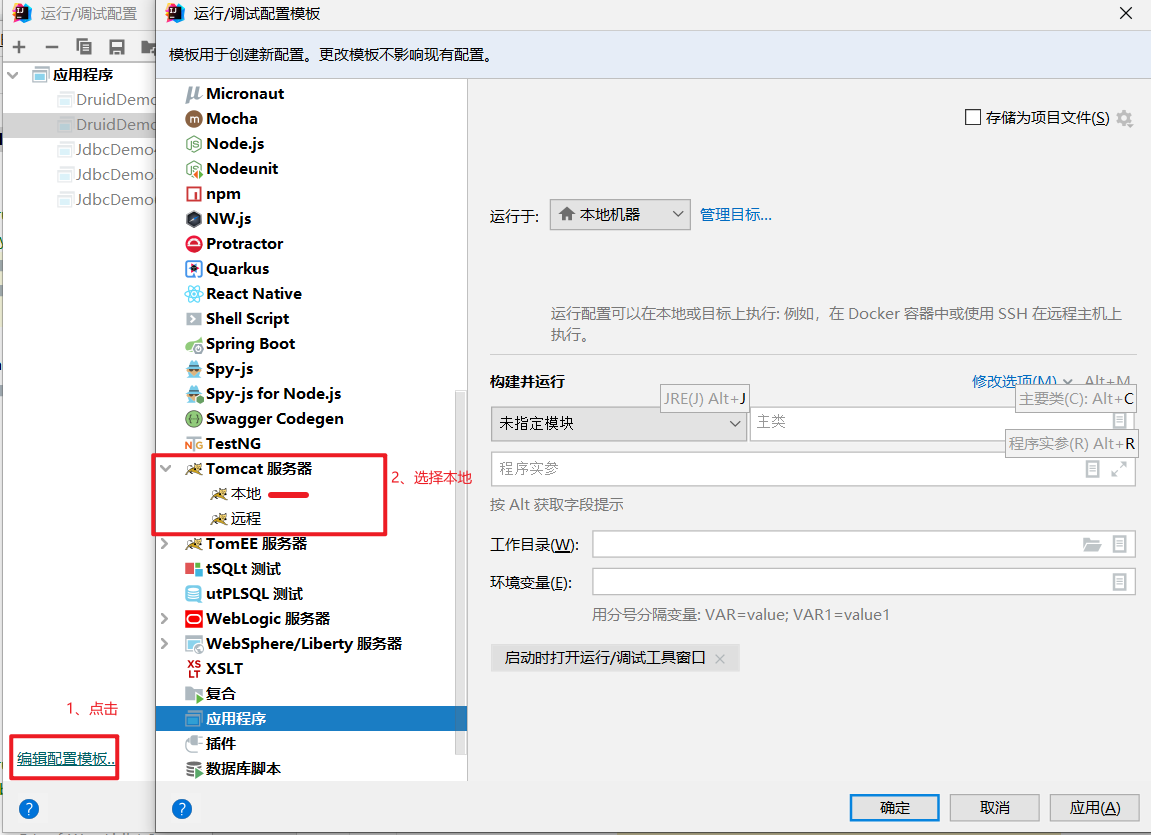 运行/调试配置
应用程序
DruidDemo
DruidDemo
JdbcDemo
JdbcDemo
JdbcDemo
1、点击
编辑配置模板..
?
运行/调试配置模板
模板用于创建新配置。更改模板不影响现有配置。
Micronaut
Mocha
Node.js
Nodeunit
npm
NW.js
Protractor
Quarkus
React Native
Shell Script
Spring Boot
Spy-js
Spy-js for Node.js
Swagger Codegen
TestNG
Tomcat 服务器
本地
远程
2、选择本地
TomEE 服务器
tSQLt 测试
utPLSQL 测试
WebLogic 服务器
WebSphere/Liberty 服务器
XSLT
复合
应用程序
插件
数据库脚本
?
存储为项目文件(S)
运行于: 本地机器 管理目标...
运行配置可以在本地或目标上执行: 例如，在 Docker 容器中或使用 SSH 在远程主机上
执行。
构建并运行 修改选项(M) Alt+M
JRE(J) Alt+J 主要类(C): Alt+C
未指定模块 主类
程序实参(R) Alt+R
程序实参
按 Alt 获取字段提示
工作目录(W):
环境变量(E):
用分号分隔变量: VAR=value; VAR1=value1
启动时打开运行/调试工具窗口
确定 取消 应用(A)